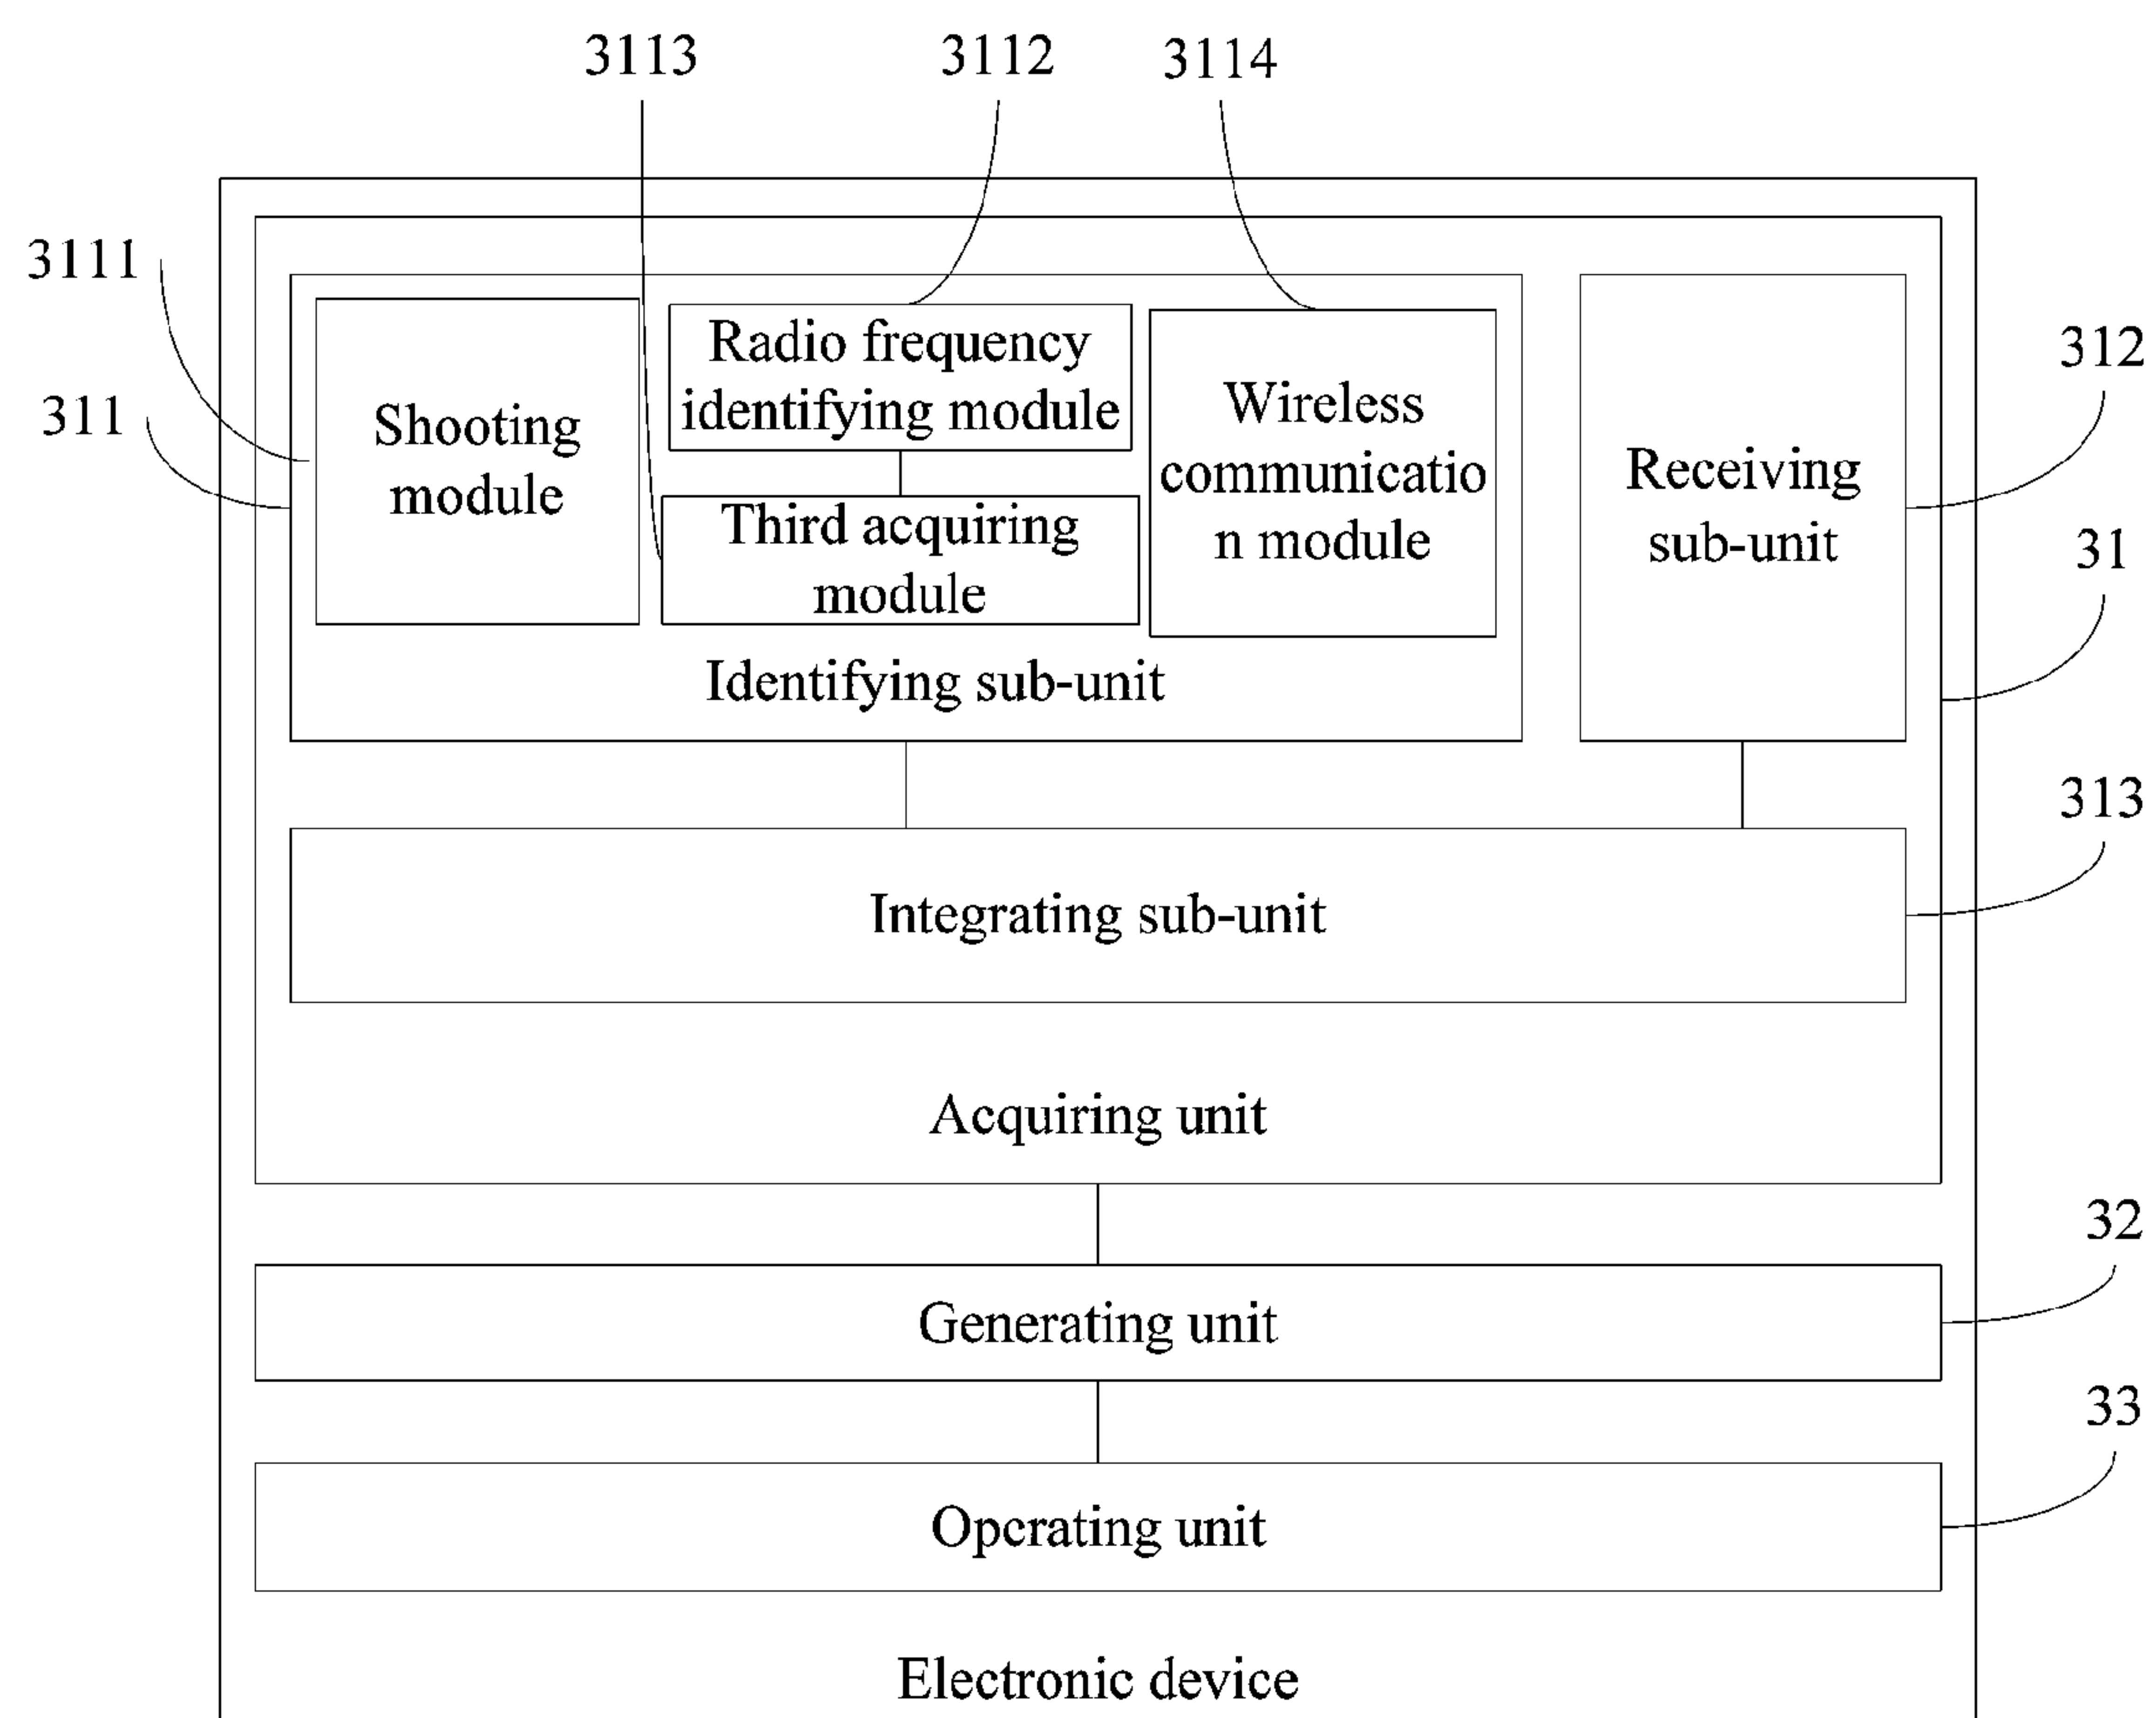 3113
3112
3114
3111
311
Shooting
module
Radio frequency
identifying module
Third acquiring
module
Wireless
communicatio
n module
Identifying sub-unit
Receiving
sub-unit
312
31
313
Integrating sub-unit
Acquiring unit
32
Generating unit
33
Operating unit
Electronic device